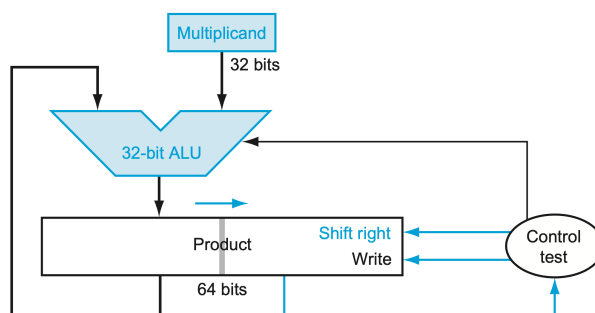 Multiplicand
32 bits
32-bit ALU
Product
Shift right
Write
Control
test
64 bits